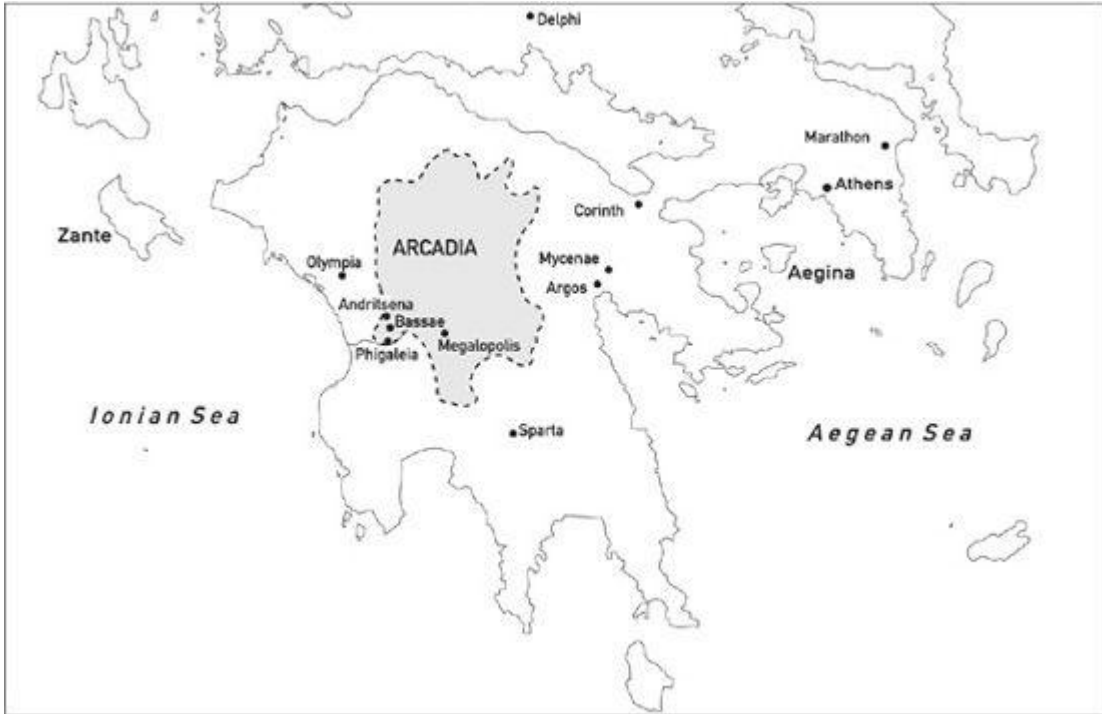 Delphi
Marathon
Athens
Corinth
Zante
ARCADIA
Olympia
Mycenae
Aegina
Argos
Andritsena
Bassae
Megalopolis
Phigaleia
Ionian Sea
Sparta
Aegean Sea